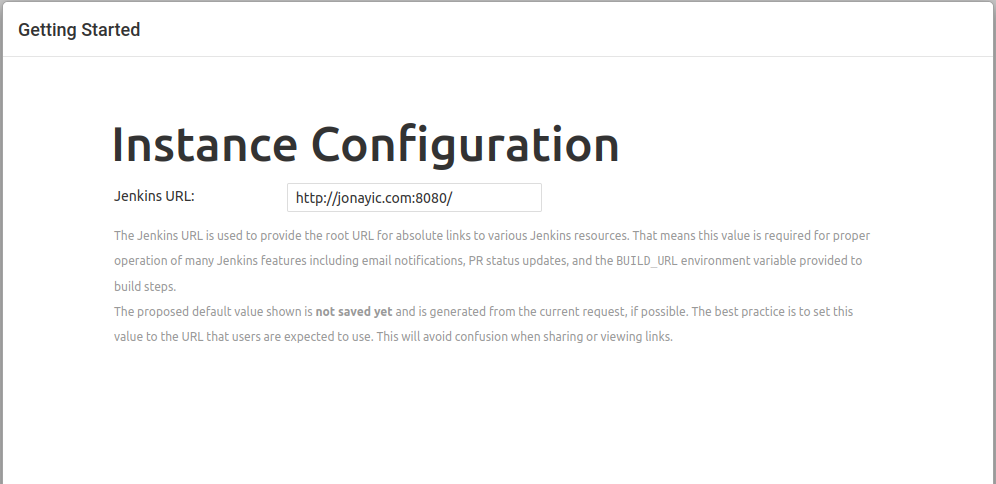 Getting Started
Instance Configuration
Jenkins URL: http://jonayic.com:8080/
The Jenkins URL is used to provide the root URL for absolute links to various Jenkins resources. That means this value is required for proper
operation of many Jenkins features including email notifications, PR status updates, and the BUILD_URL environment variable provided to
build steps.
The proposed default value shown is not saved yet and is generated from the current request, if possible. The best practice is to set this
value to the URL that users are expected to use. This will avoid confusion when sharing or viewing links.